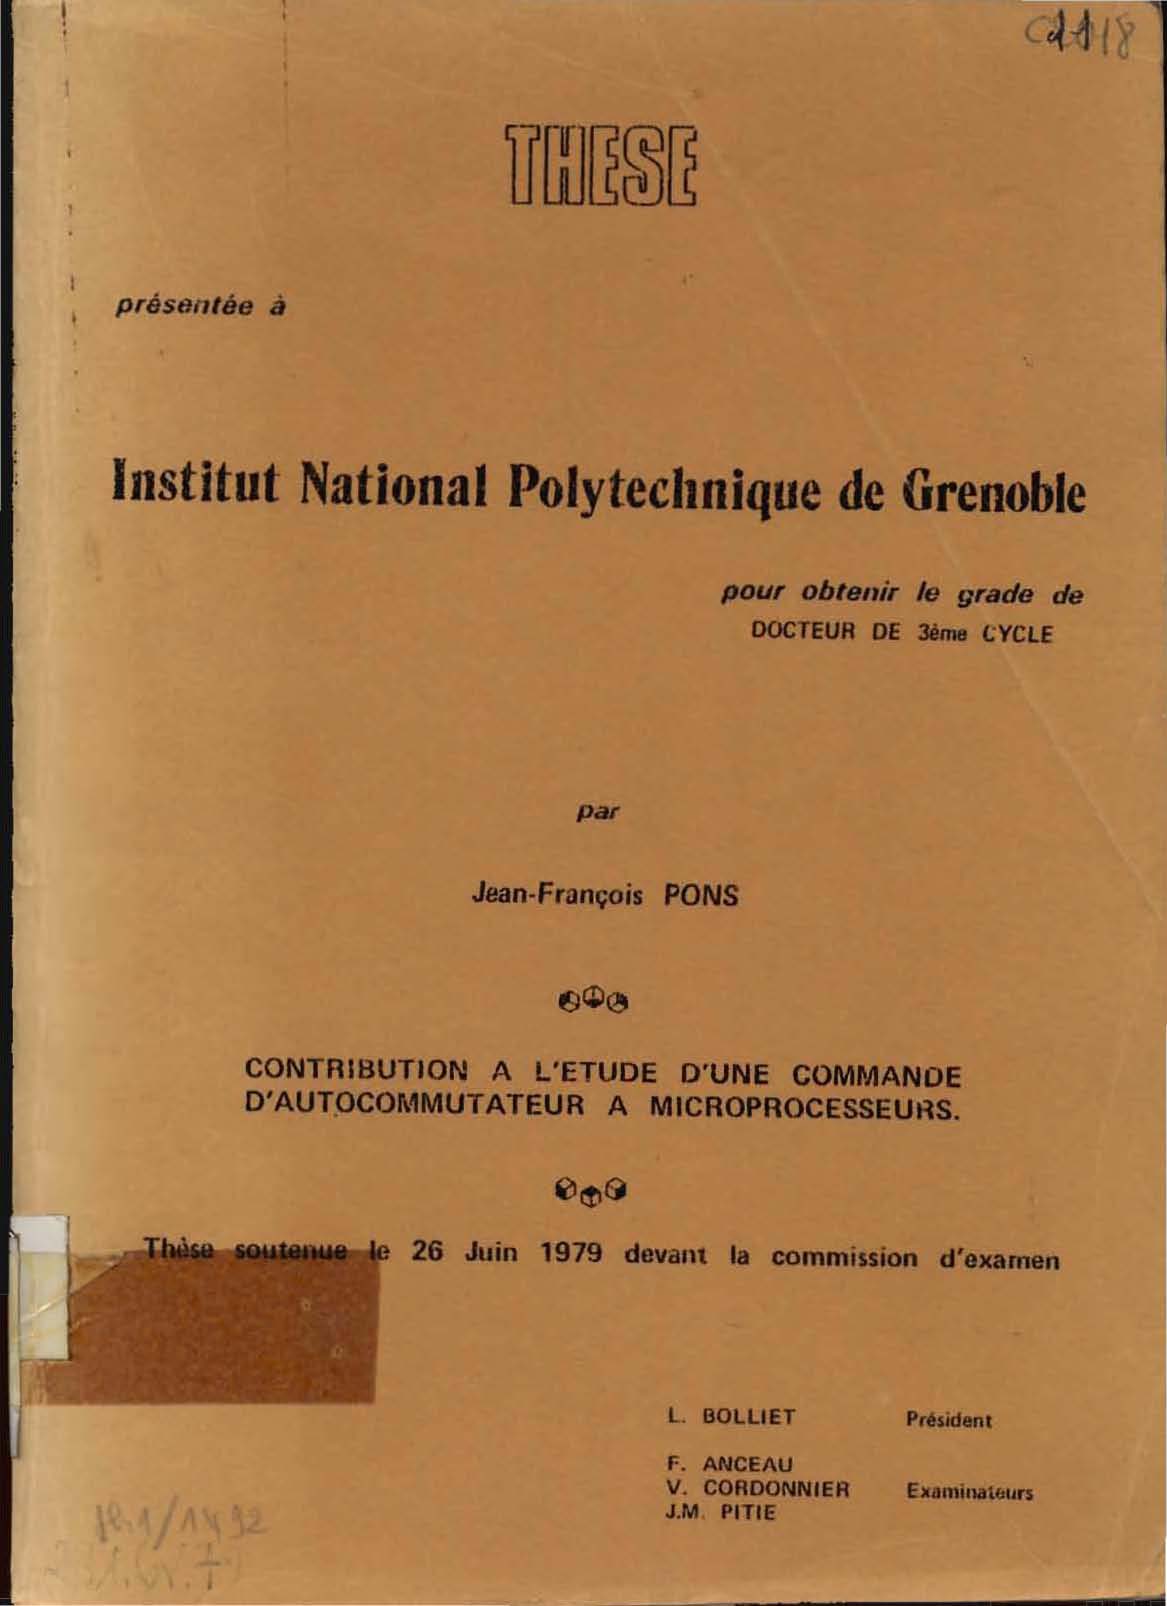 THESE
présentée à
Institut National Polytechnique de Grenoble
pour obtenir le grade de
DOCTEUR DE 3ème CYCLE
par
Jean-François PONS
CONTRIBUTION A L'ETUDE D'UNE COMMANDE
D'AUTOCOMMUTATEUR A MICROPROCESSEURS.
Thèse soutenue le 26 Juin 1979 devant la commission d'examen
L. BOLLIET Président
F. ANCEAU
V. CORDONNIER Examinateurs
J.M. PITIE